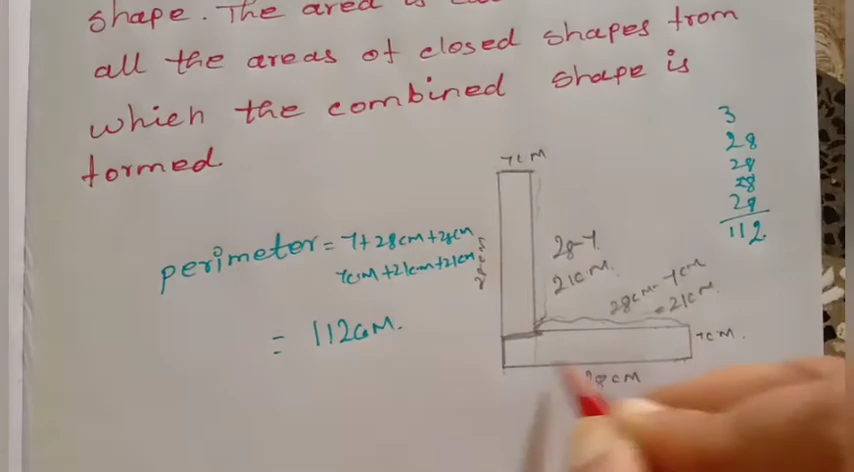 shape. The area is
all the areas of closed shapes from
which the combined shape is
formed.
perimeter = 7+28cm+28cm
7cm+21cm+21cm
= 112cm.
7cm
28cm
28-7
21cm.
28cm-7cm
=21cm.
7cm.
28cm
3
28
28
28
28
112